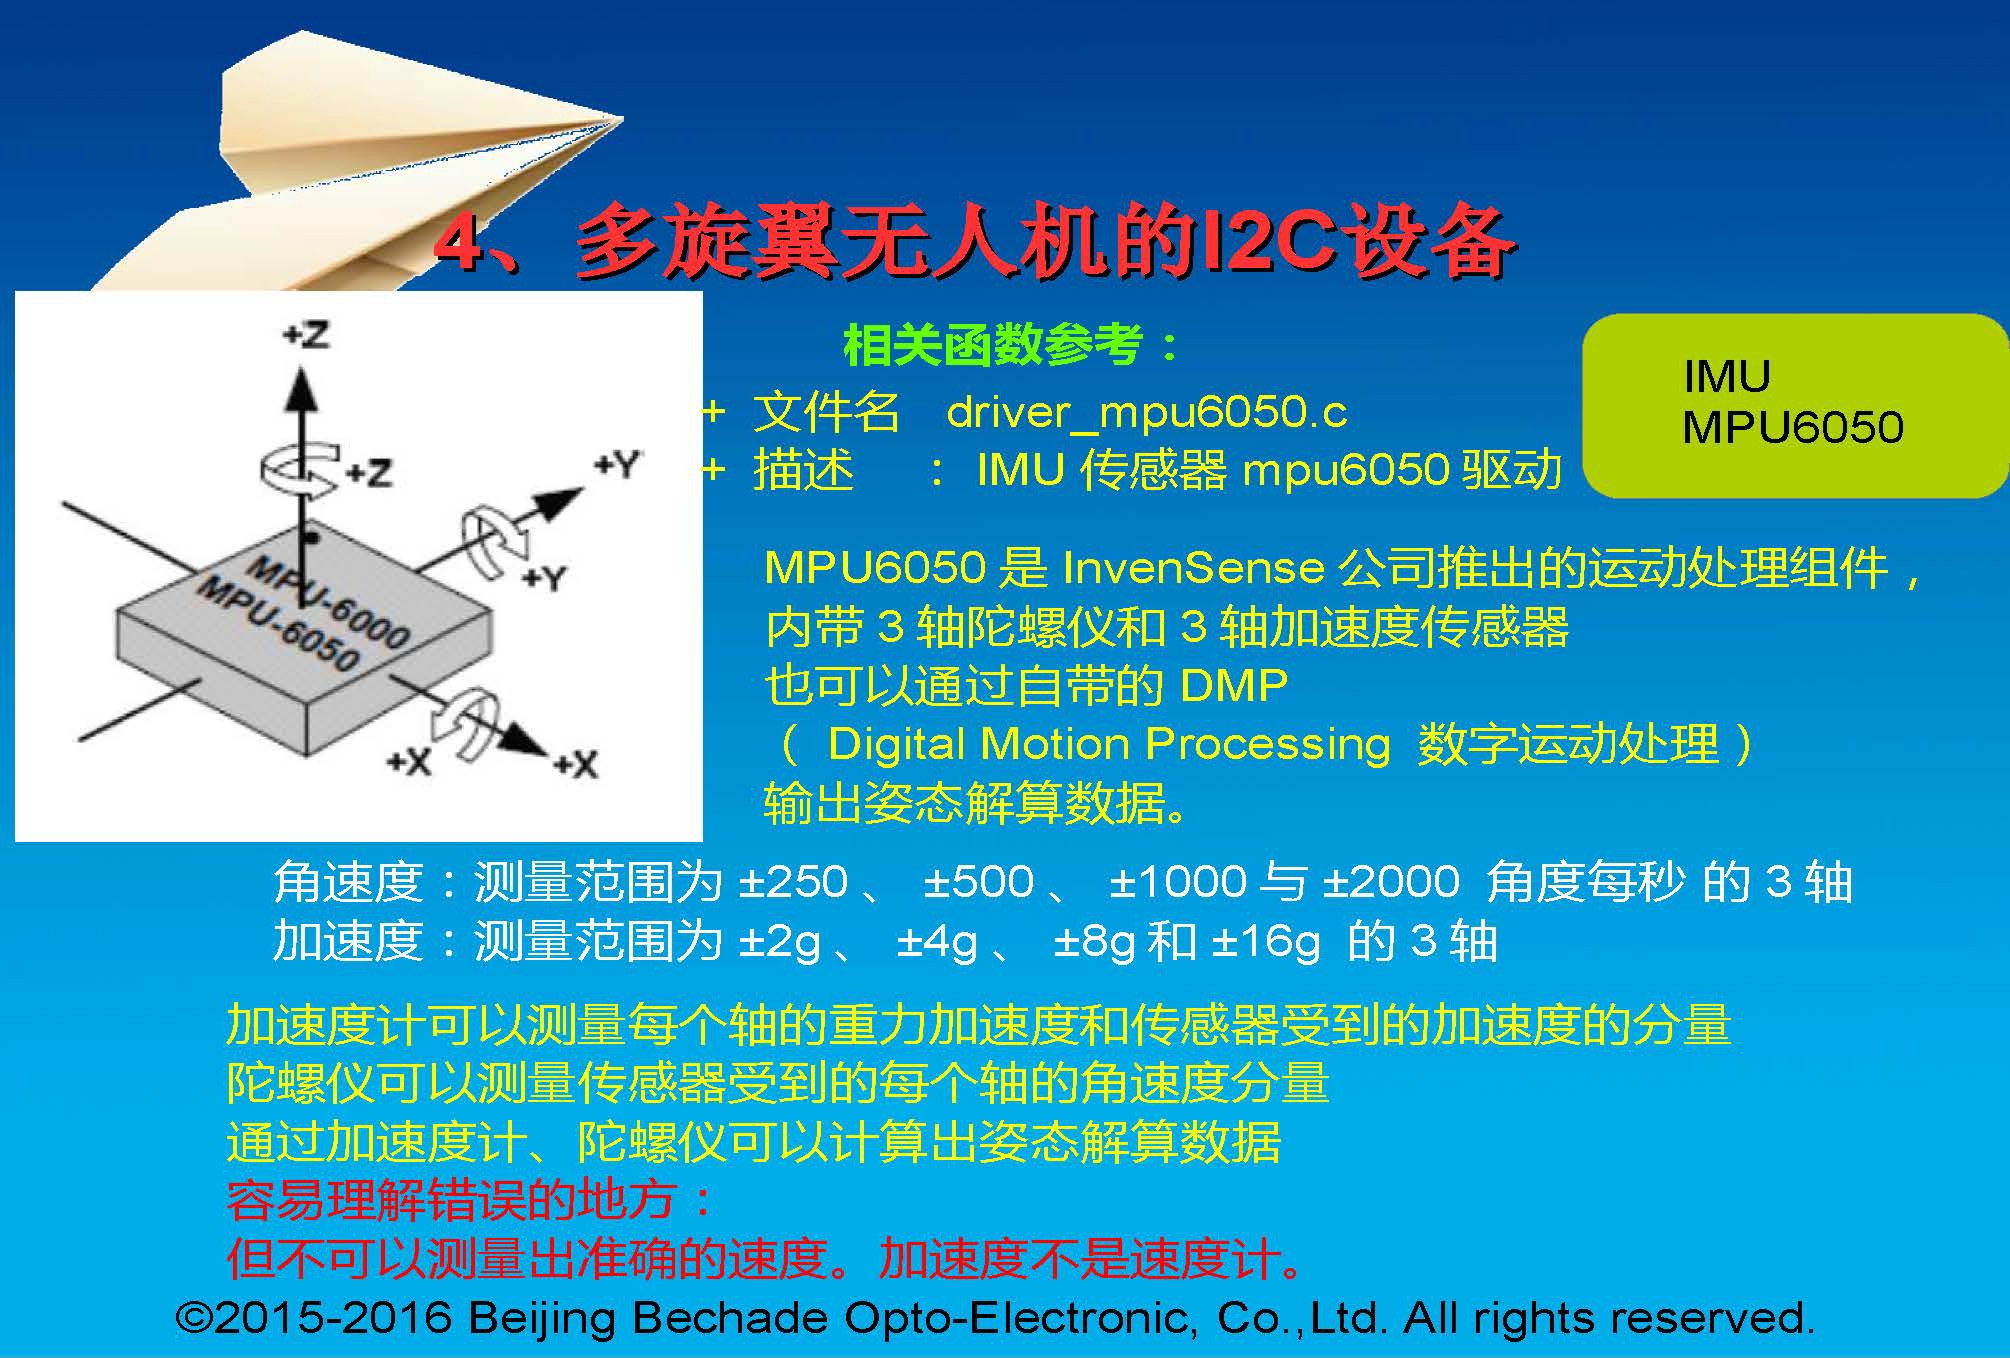 4、多旋翼无人机的I2C设备
相关函数参考：
+ 文件名 driver_mpu6050.c
+ 描述 ： IMU 传感器 mpu6050 驱动
IMU
MPU6050
+Z
+Z
+Y
+Y
MPU-6000
MPU-6050
+X
+X
MPU6050 是 InvenSense 公司推出的运动处理组件，
内带 3 轴陀螺仪和 3 轴加速度传感器
也可以通过自带的 DMP
（ Digital Motion Processing 数字运动处理）
输出姿态解算数据。
角速度：测量范围为 ±250 、 ±500 、 ±1000 与 ±2000 角度每秒 的 3 轴
加速度：测量范围为 ±2g 、 ±4g 、 ±8g 和 ±16g 的 3 轴
加速度计可以测量每个轴的重力加速度和传感器受到的加速度的分量
陀螺仪可以测量传感器受到的每个轴的角速度分量
通过加速度计、陀螺仪可以计算出姿态解算数据
容易理解错误的地方：
但不可以测量出准确的速度。加速度不是速度计。
©2015-2016 Beijing Bechade Opto-Electronic, Co.,Ltd. All rights reserved.